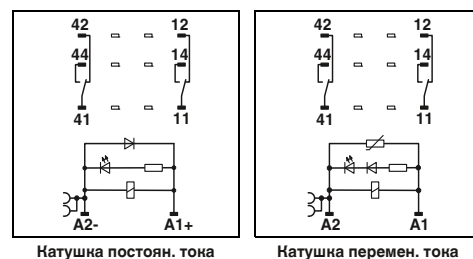 42 12 42 12
44 14 44 14
41 11 41 11
A2- A1+ A2 A1
Катушка постоян. тока Катушка перемен. тока